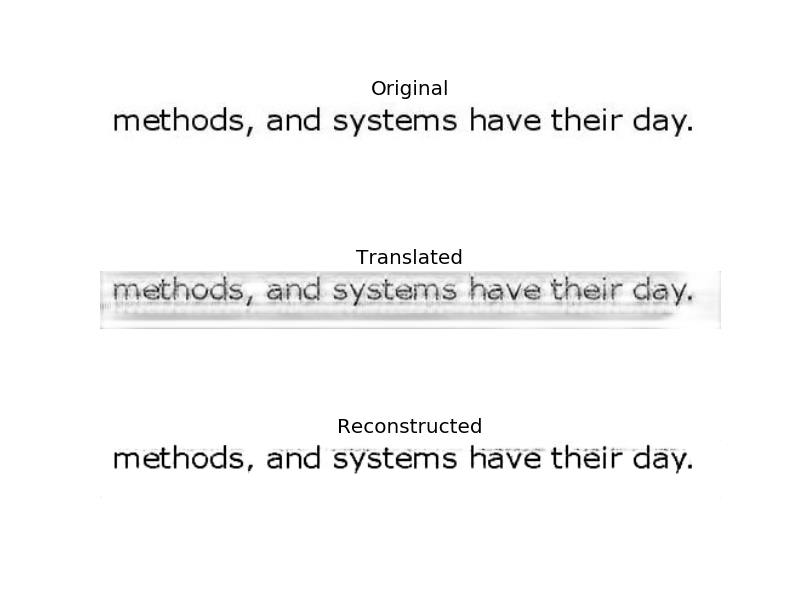 Original
methods, and systems have their day.
Translated
methods, and systems have their day.
Reconstructed
methods, and systems have their day.